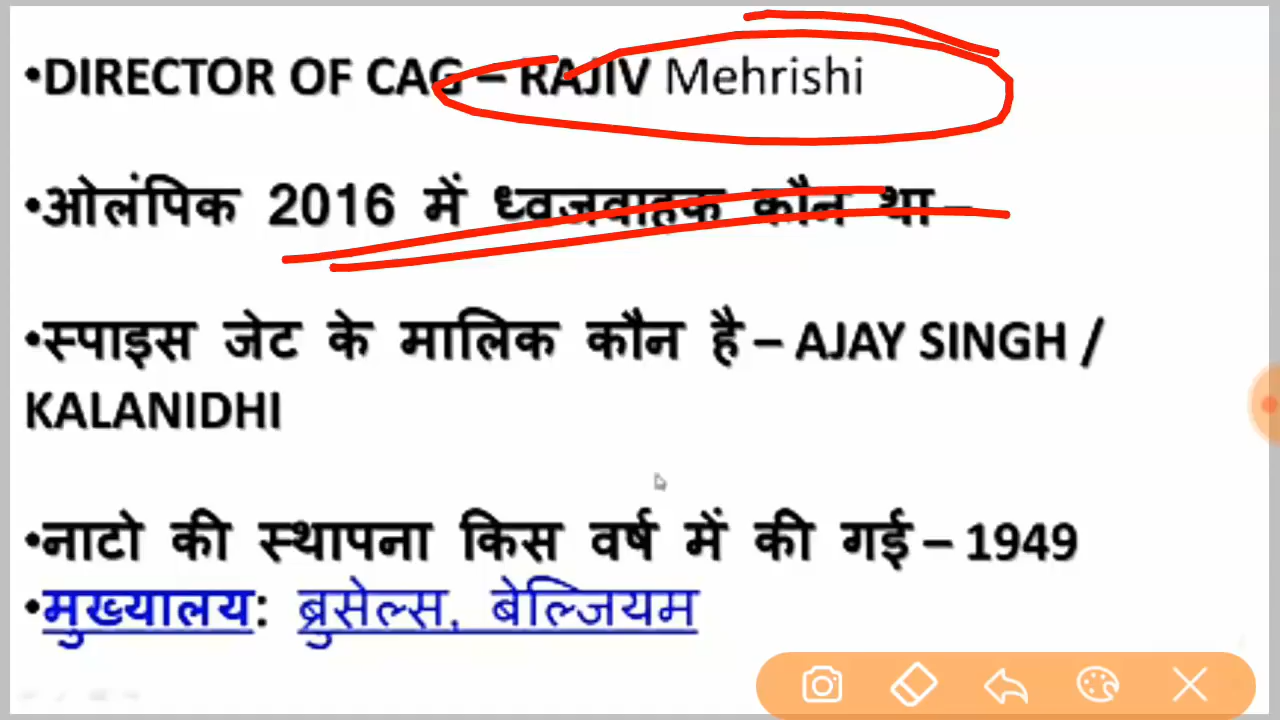 •DIRECTOR OF CAG – RAJIV Mehrishi
•ओलंपिक 2016 में ध्वजवाहक कौन था –
•स्पाइस जेट के मालिक कौन है – AJAY SINGH /
KALANIDHI
•नाटो की स्थापना किस वर्ष में की गई – 1949
•मुख्यालय: ब्रुसेल्स, बेल्जियम